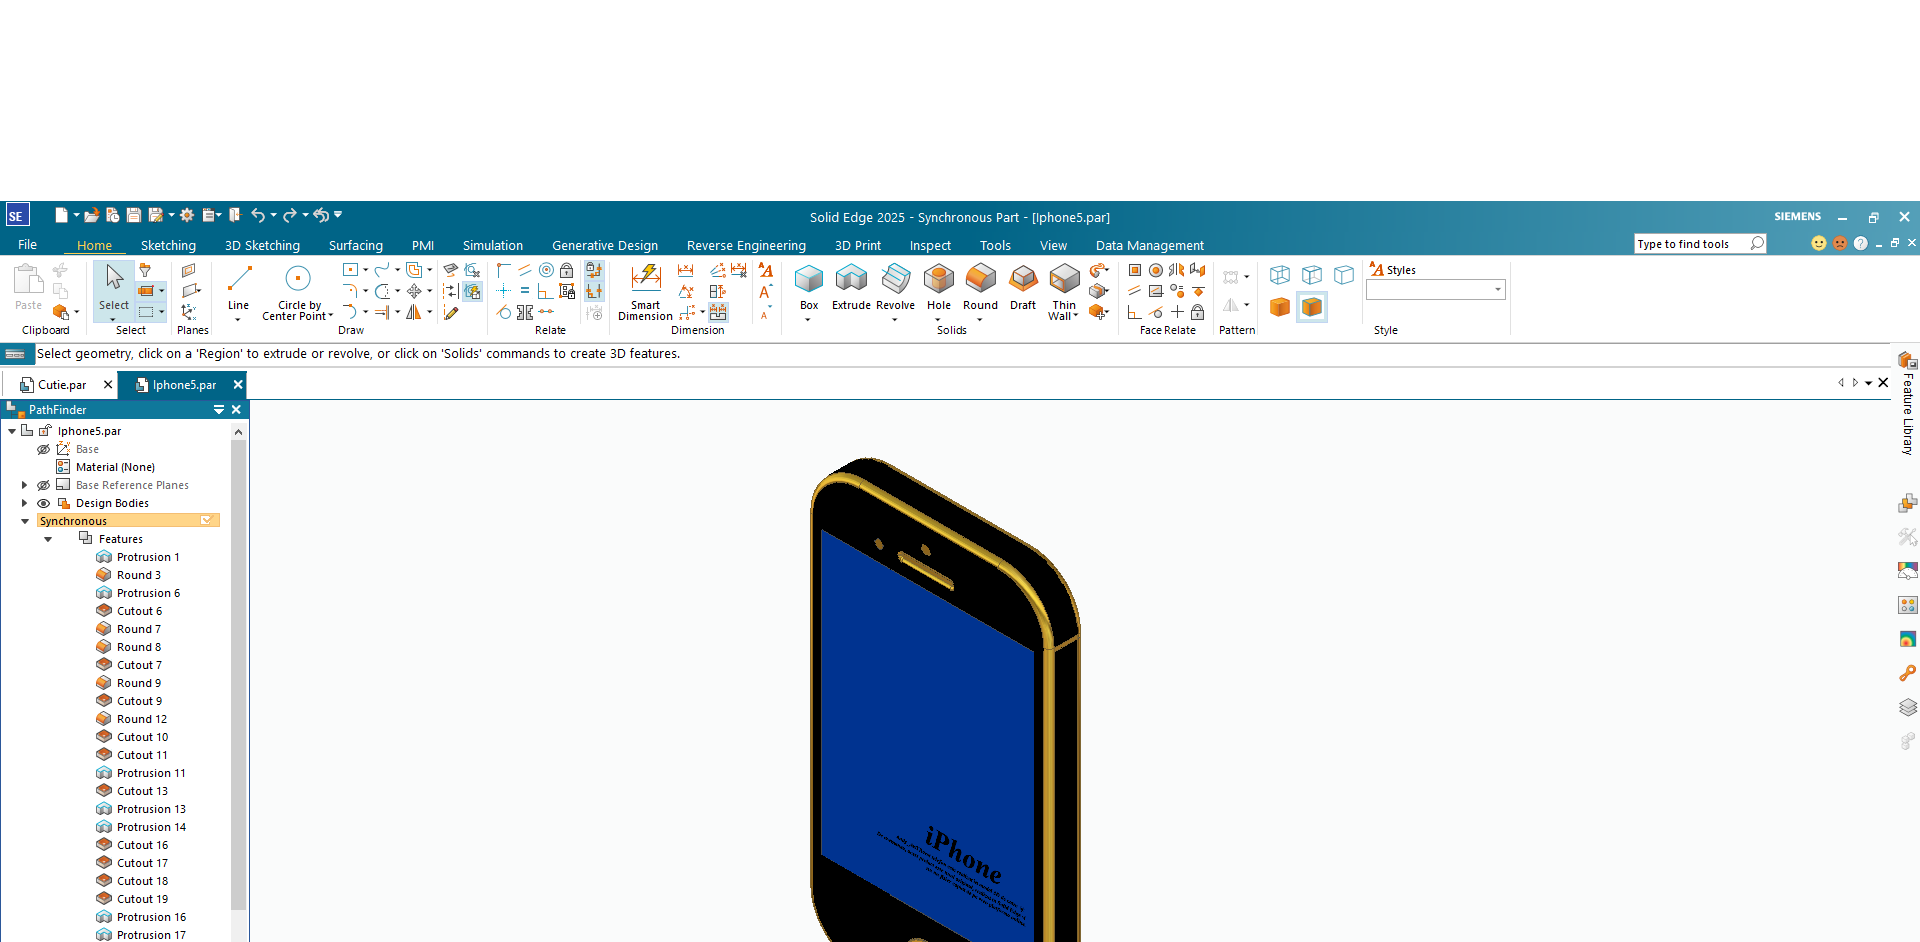 SE
Solid Edge 2025 - Synchronous Part - [Iphone5.par]
SIEMENS
File
Home
Sketching
3D Sketching
Surfacing
PMI
Simulation
Generative Design
Reverse Engineering
3D Print
Inspect
Tools
View
Data Management
Type to find tools
Paste
Clipboard
Select
Select
Planes
Line
Circle by
Center Point
Draw
Relate
Smart
Dimension
Dimension
Box
Extrude
Revolve
Hole
Round
Draft
Thin
Wall
Solids
Face Relate
Pattern
Styles
Style
Select geometry, click on a 'Region' to extrude or revolve, or click on 'Solids' commands to create 3D features.
Cutie.par
Iphone5.par
PathFinder
Iphone5.par
Base
Material (None)
Base Reference Planes
Design Bodies
Synchronous
Features
Protrusion 1
Round 3
Protrusion 6
Cutout 6
Round 7
Round 8
Cutout 7
Round 9
Cutout 9
Round 12
Cutout 10
Cutout 11
Protrusion 11
Cutout 13
Protrusion 13
Protrusion 14
Cutout 16
Cutout 17
Cutout 18
Cutout 19
Protrusion 16
Protrusion 17
iPhone
Feature Library